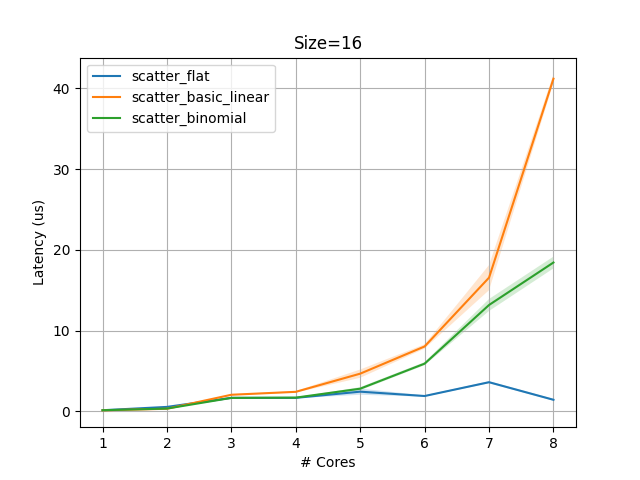 Size=16
scatter_flat
scatter_basic_linear
scatter_binomial
Latency (us)
40
30
20
10
0
1 2 3 4 5 6 7 8
# Cores